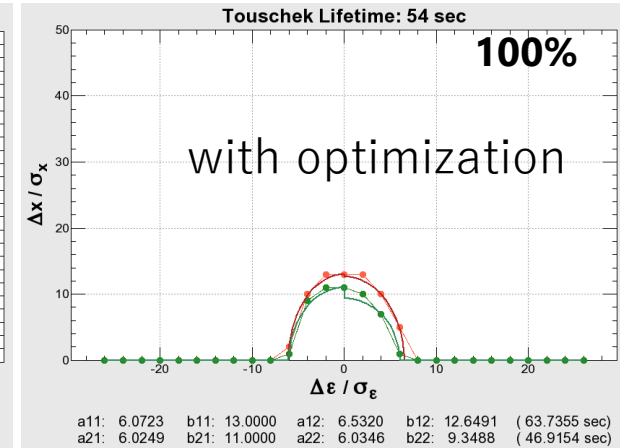 Touschek Lifetime: 54 sec
50
100%
40
with optimization
30
Δx / σx
20
10
0
-20 -10 0 10 20
Δε / σε
a11: 6.0723 b11: 13.0000 a12: 6.5320 b12: 12.6491 ( 63.7355 sec)
a21: 6.0249 b21: 11.0000 a22: 6.0346 b22: 9.3488 ( 46.9154 sec)